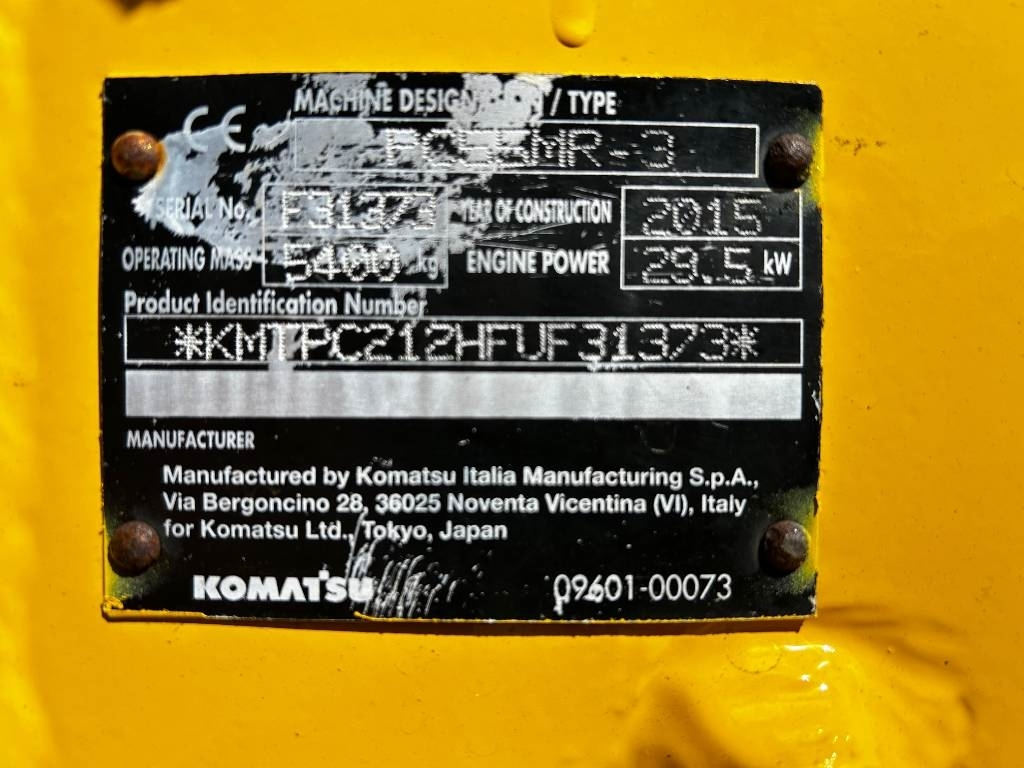 CE
MACHINE DESIGNATION / TYPE
PC55MR-3
SERIAL No. F31373 YEAR OF CONSTRUCTION 2015
OPERATING MASS 5400 kg ENGINE POWER 29.5 kW
Product Identification Number
*KMTPC212HFUF31373*
MANUFACTURER
Manufactured by Komatsu Italia Manufacturing S.p.A.,
Via Bergoncino 28, 36025 Noventa Vicentina (VI), Italy
for Komatsu Ltd., Tokyo, Japan
KOMATSU 09601-00073